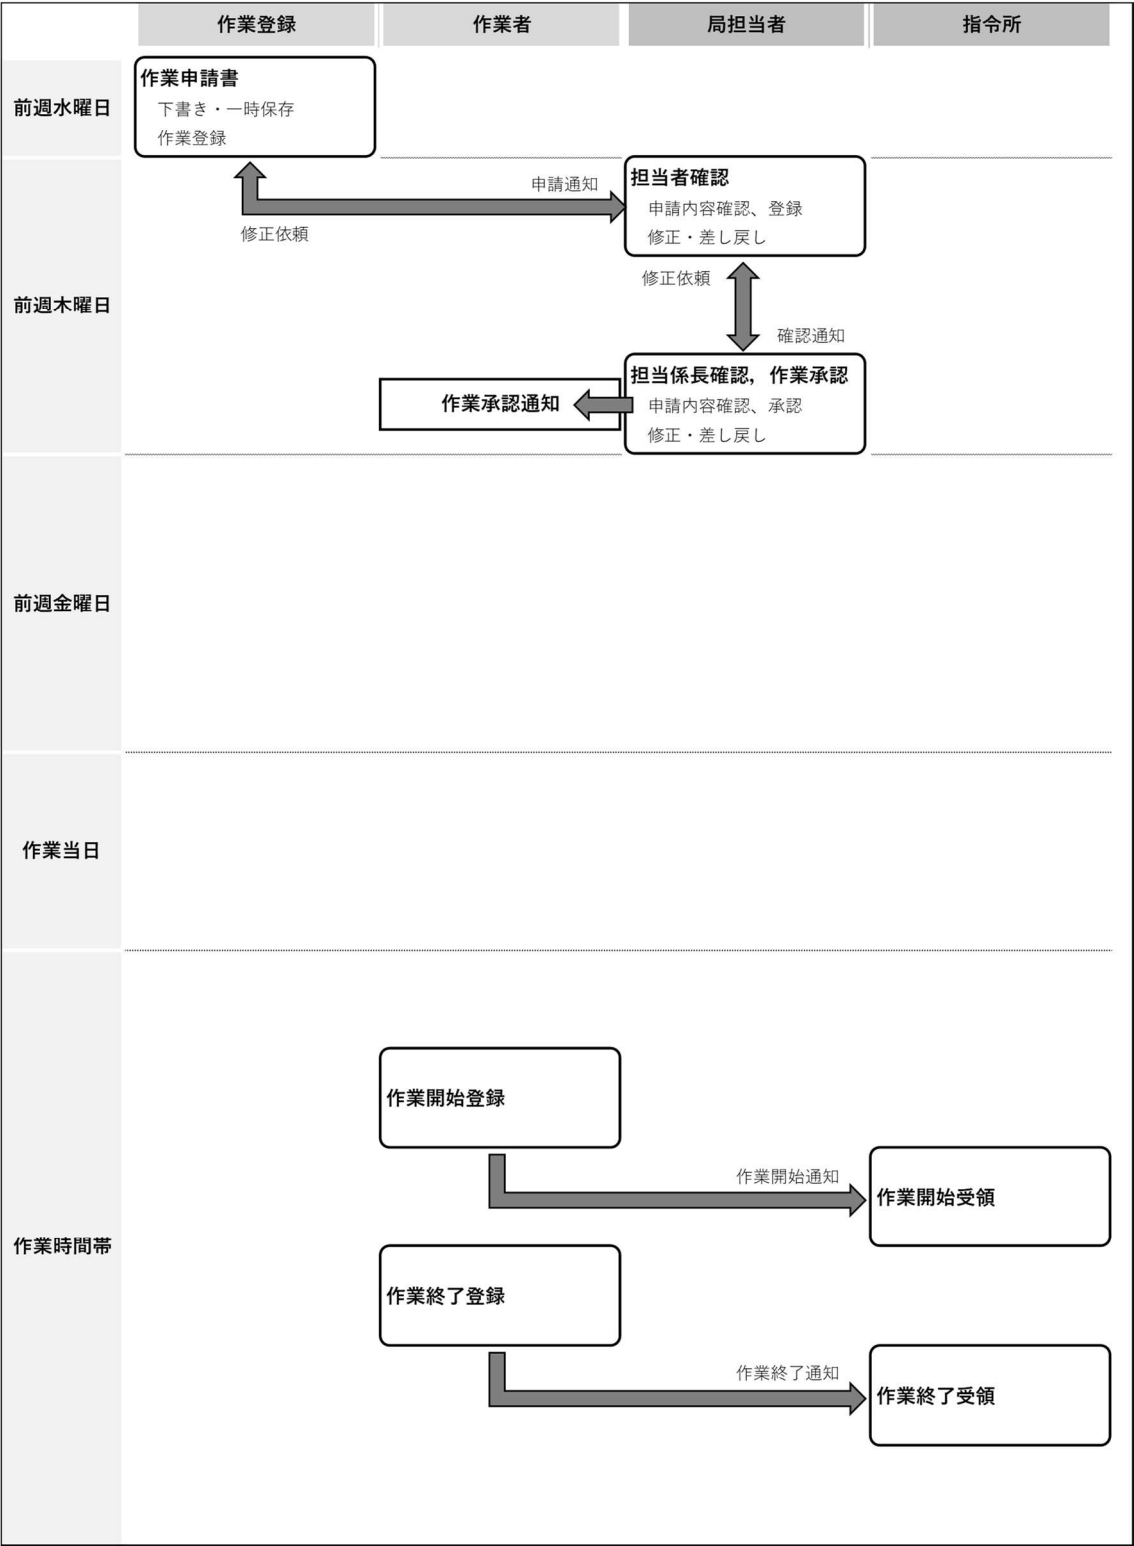 作業登録
作業者
局担当者
指令所
前週水曜日
作業申請書
下書き・一時保存
作業登録
前週木曜日
申請通知
修正依頼
担当者確認
申請内容確認、登録
修正・差し戻し
修正依頼
確認通知
作業承認通知
担当係長確認，作業承認
申請内容確認、承認
修正・差し戻し
前週金曜日
作業当日
作業時間帯
作業開始登録
作業開始通知
作業開始受領
作業終了登録
作業終了通知
作業終了受領